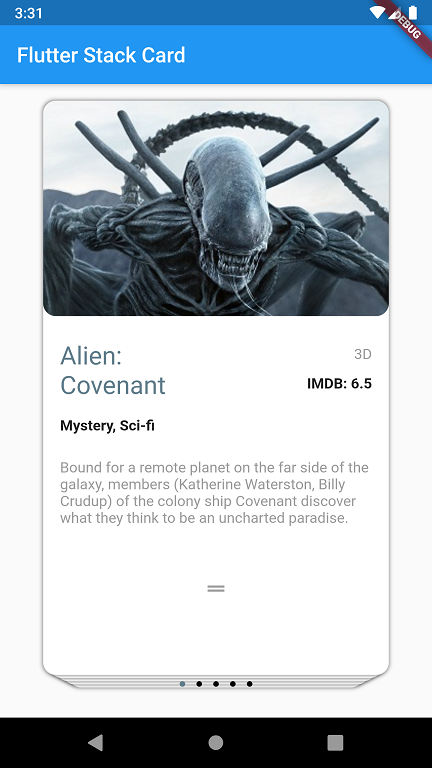 3:31
DEBUG
Flutter Stack Card
Alien:
Covenant
3D
IMDB: 6.5
Mystery, Sci-fi
Bound for a remote planet on the far side of the
galaxy, members (Katherine Waterston, Billy
Crudup) of the colony ship Covenant discover
what they think to be an uncharted paradise.